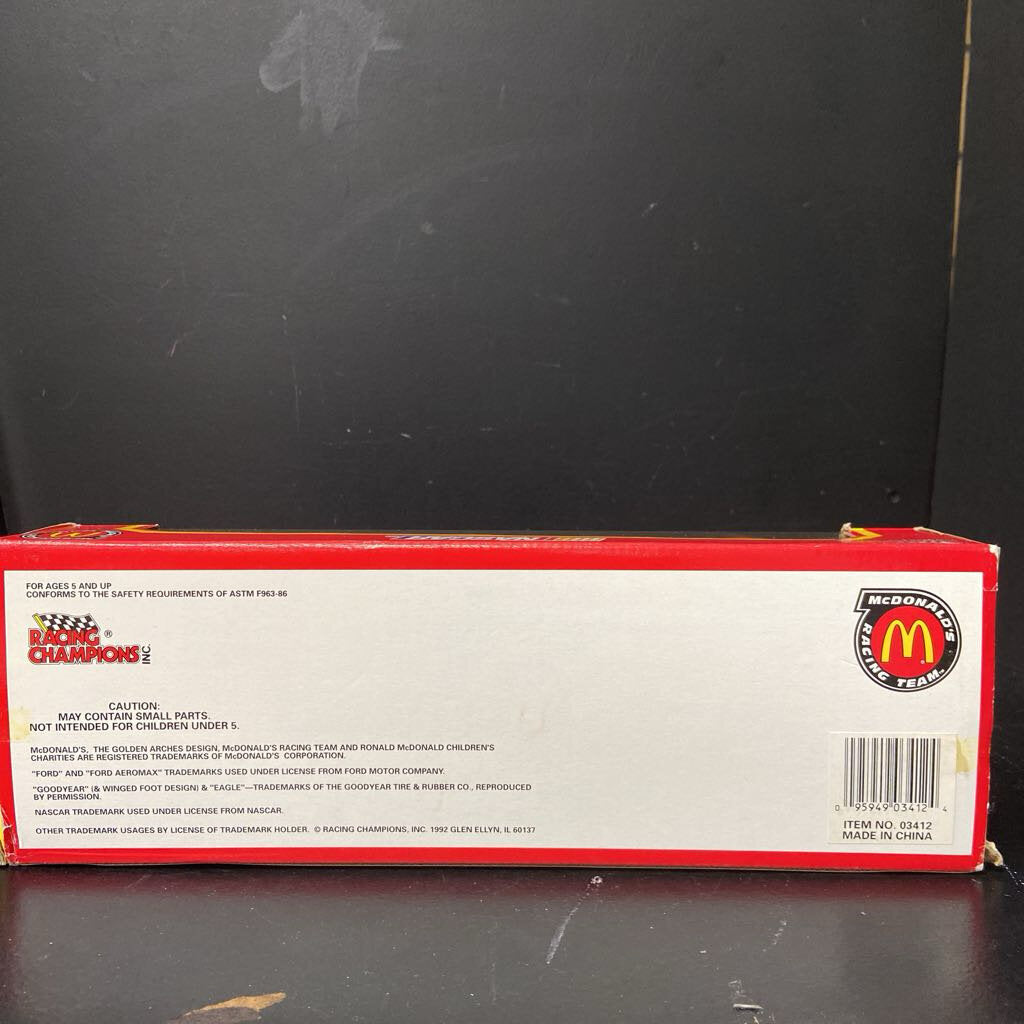 NASCAR
FOR AGES 5 AND UP
CONFORMS TO THE SAFETY REQUIREMENTS OF ASTM F963-86
RACING ®
CHAMPIONS INC.
McDONALD'S
RACING TEAM™
CAUTION:
MAY CONTAIN SMALL PARTS.
NOT INTENDED FOR CHILDREN UNDER 5.
McDONALD'S, THE GOLDEN ARCHES DESIGN, McDONALD'S RACING TEAM AND RONALD McDONALD CHILDREN'S
CHARITIES ARE REGISTERED TRADEMARKS OF McDONALD'S CORPORATION.
"FORD" AND "FORD AEROMAX" TRADEMARKS USED UNDER LICENSE FROM FORD MOTOR COMPANY.
"GOODYEAR" (& WINGED FOOT DESIGN) & "EAGLE"—TRADEMARKS OF THE GOODYEAR TIRE & RUBBER CO., REPRODUCED
BY PERMISSION.
NASCAR TRADEMARK USED UNDER LICENSE FROM NASCAR.
OTHER TRADEMARK USAGES BY LICENSE OF TRADEMARK HOLDER. © RACING CHAMPIONS, INC. 1992 GLEN ELLYN, IL 60137
0 95949 03412 4
ITEM NO. 03412
MADE IN CHINA